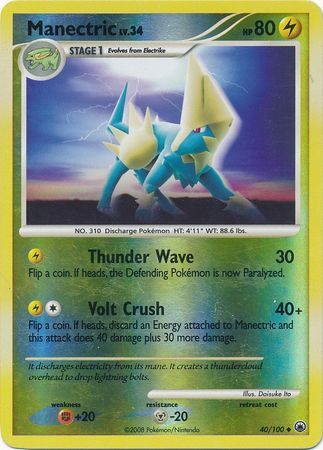 Manectric LV.34 HP 80
STAGE 1 Evolves from Electrike
NO. 310 Discharge Pokémon HT: 4'11" WT: 88.6 lbs.
Thunder Wave 30
Flip a coin. If heads, the Defending Pokémon is now Paralyzed.
Volt Crush 40+
Flip a coin. If heads, discard an Energy attached to Manectric and
this attack does 40 damage plus 30 more damage.
It discharges electricity from its mane. It creates a thundercloud
overhead to drop lightning bolts.
Illus. Daisuke Ito
weakness resistance retreat cost
+20 -20
©2008 Pokémon/Nintendo 40/100